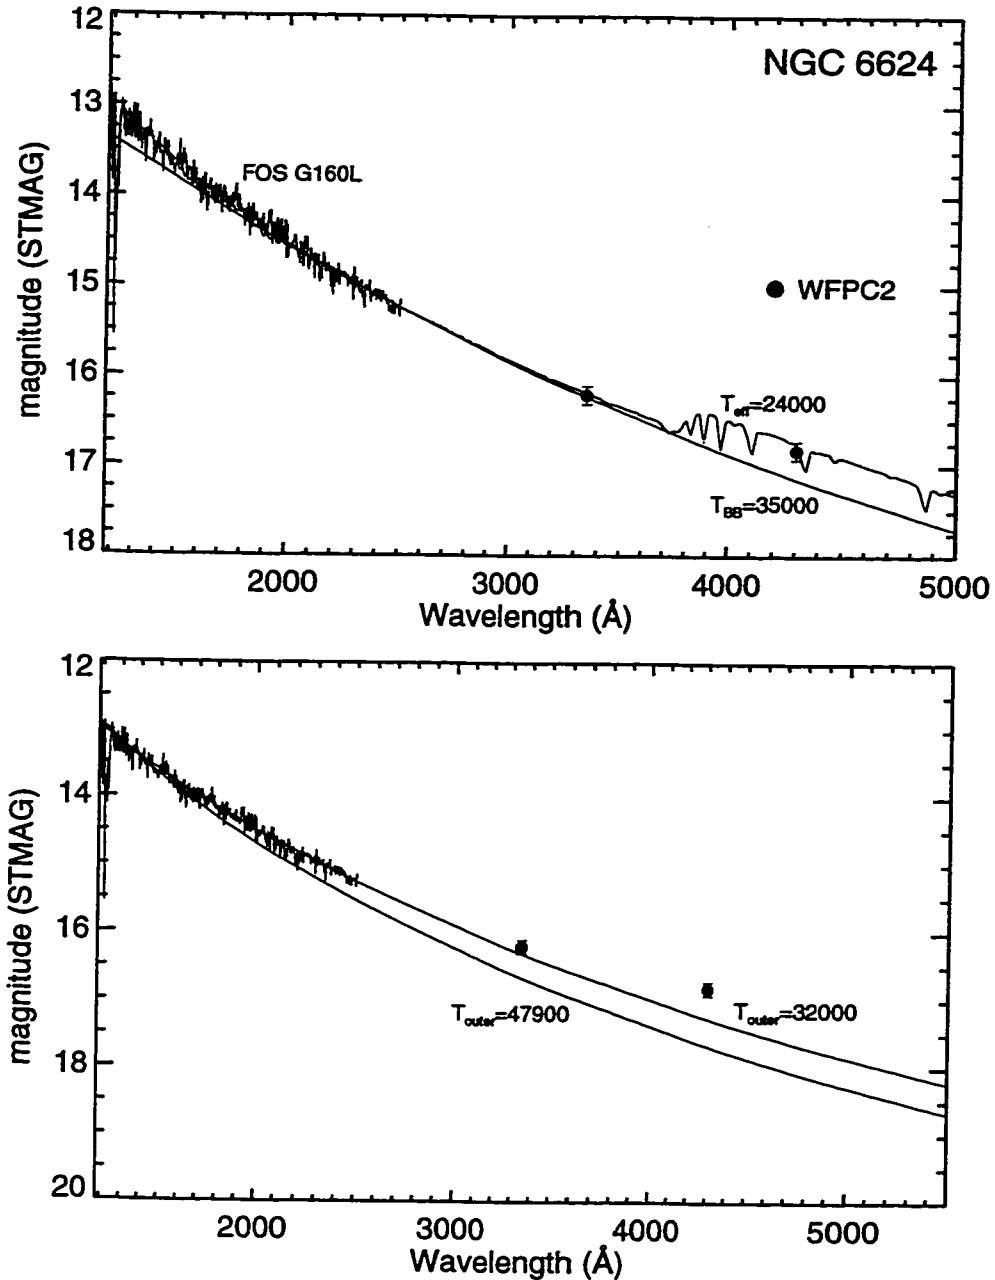 12
13
14
15
16
17
18
magnitude (STMAG)
NGC 6624
FOS G160L
WFPC2
Teff=24000
TBB=35000
2000 3000 4000 5000
Wavelength (Å)
12
14
16
18
20
magnitude (STMAG)
Touter=47900
Touter=32000
2000 3000 4000 5000
Wavelength (Å)